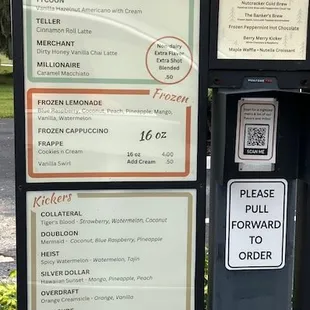 TYCOON
Vanilla Hazelnut Americano with Cream
TELLER
Cinnamon Roll Latte
MERCHANT
Dirty Honey Vanilla Chai Latte
MILLIONAIRE
Caramel Macchiato
Non-dairy
Extra Flavor
Extra Shot
Blended
.50
Frozen
FROZEN LEMONADE
Blue Raspberry, Coconut, Peach, Pineapple, Mango,
Vanilla, Watermelon
FROZEN CAPPUCCINO
FRAPPE
16 oz
Cookies n Cream
16 oz 4.00
Vanilla Swirl
Add Cream .50
Kickers
COLLATERAL
Tiger's Blood - Strawberry, Watermelon, Coconut
DOUBLOON
Mermaid - Coconut, Blue Raspberry, Pineapple
HEIST
Spicy Watermelon - Watermelon, Tajin
SILVER DOLLAR
Hawaiian Sunset - Mango, Pineapple, Peach
OVERDRAFT
Orange Creamsicle - Orange, Vanilla
Nutcracker Cold Brew
The Banker's Brew
Frozen Peppermint Hot Chocolate
Berry Merry Kicker
Maple Waffle - Nutella Croissant
SCAN ME
PLEASE
PULL
FORWARD
TO
ORDER